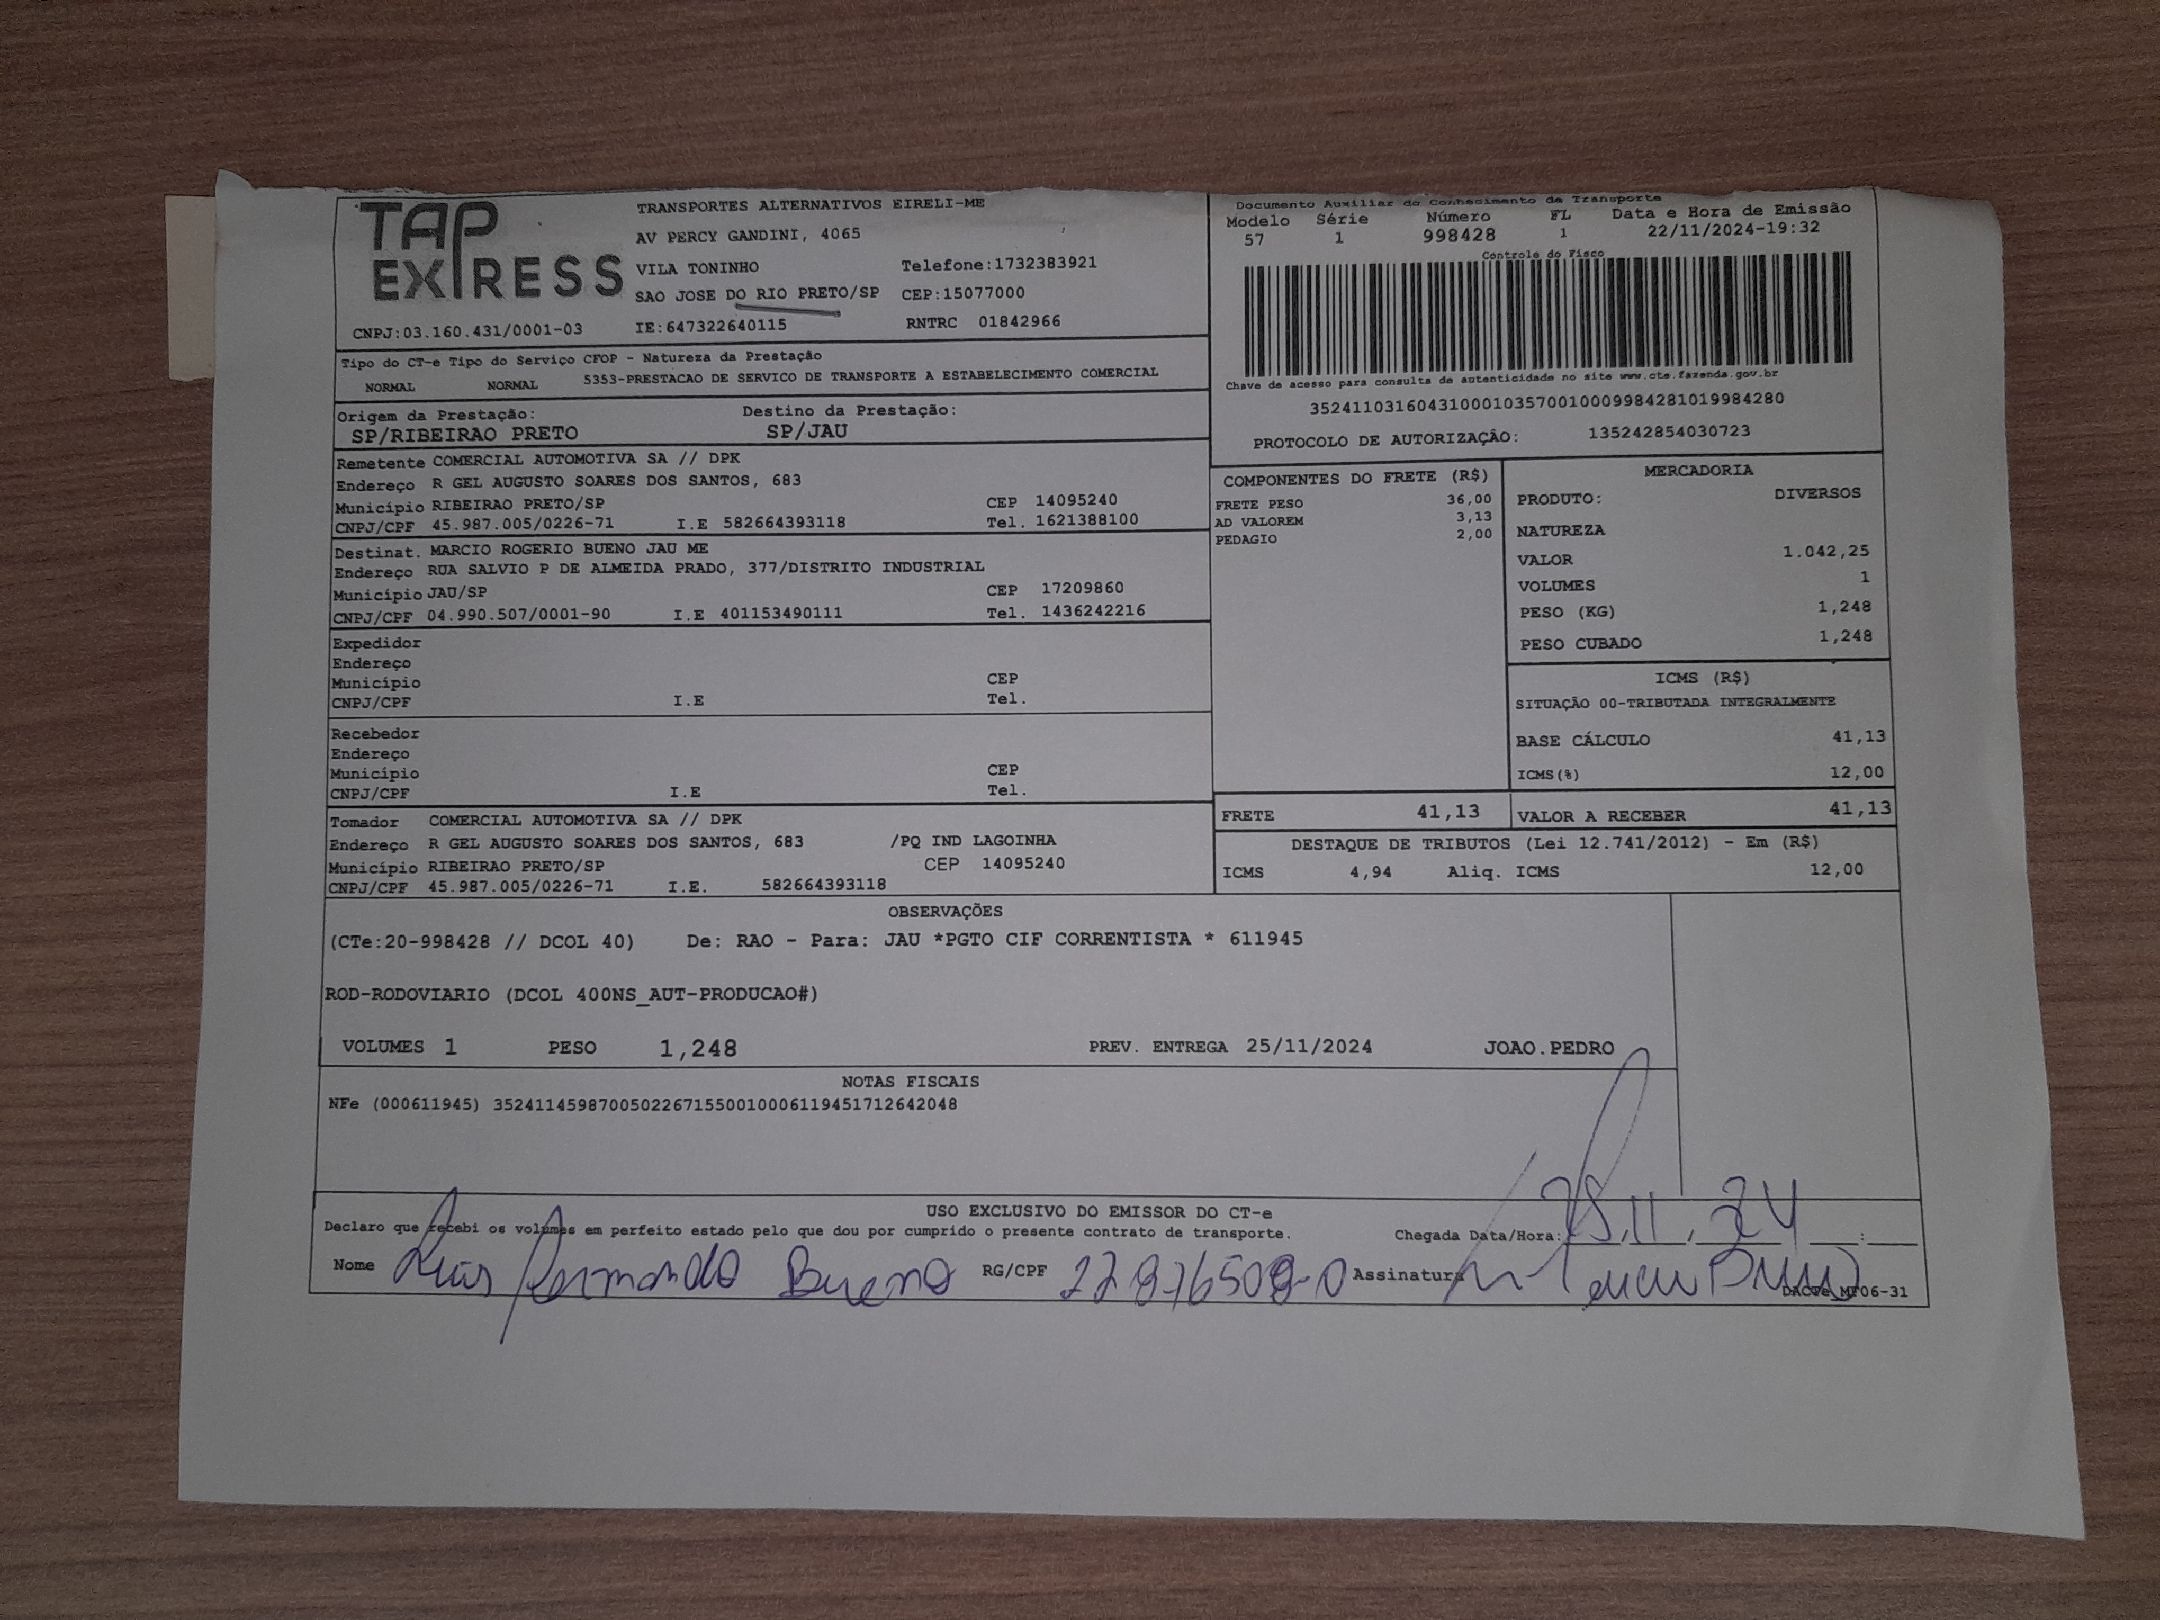 TAP
EXPRESS
TRANSPORTES ALTERNATIVOS EIRELI-ME
AV PERCY GANDINI, 4065
VILA TONINHO Telefone:1732383921
SAO JOSE DO RIO PRETO/SP CEP:15077000
CNPJ:03.160.431/0001-03 IE:647322640115 RNTRC 01842966
Documento Auxiliar do Conhecimento de Transporte
Modelo Série Número FL Data e Hora de Emissão
57 1 998428 1 22/11/2024-19:32
Controle do Fisco
Chave de acesso para consulta de autenticidade no site www.cte.fazenda.gov.br
35241103160431000103570010009984281019984280
PROTOCOLO DE AUTORIZAÇÃO: 135242854030723
Tipo do CT-e Tipo do Serviço CFOP - Natureza da Prestação
NORMAL NORMAL 5353-PRESTACAO DE SERVICO DE TRANSPORTE A ESTABELECIMENTO COMERCIAL
Origem da Prestação: Destino da Prestação:
SP/RIBEIRAO PRETO SP/JAU
Remetente COMERCIAL AUTOMOTIVA SA // DPK
Endereço R GEL AUGUSTO SOARES DOS SANTOS, 683
Município RIBEIRAO PRETO/SP CEP 14095240
CNPJ/CPF 45.987.005/0226-71 I.E 582664393118 Tel. 1621388100
Destinat. MARCIO ROGERIO BUENO JAU ME
Endereço RUA SALVIO P DE ALMEIDA PRADO, 377/DISTRITO INDUSTRIAL
Município JAU/SP CEP 17209860
CNPJ/CPF 04.990.507/0001-90 I.E 401153490111 Tel. 1436242216
Expedidor
Endereço
Município CEP
CNPJ/CPF I.E Tel.
Recebedor
Endereço
Município CEP
CNPJ/CPF I.E Tel.
Tomador COMERCIAL AUTOMOTIVA SA // DPK
Endereço R GEL AUGUSTO SOARES DOS SANTOS, 683 /PQ IND LAGOINHA
Município RIBEIRAO PRETO/SP CEP 14095240
CNPJ/CPF 45.987.005/0226-71 I.E. 582664393118
COMPONENTES DO FRETE (R$)
FRETE PESO 36,00
AD VALOREM 3,13
PEDAGIO 2,00
MERCADORIA
PRODUTO: DIVERSOS
NATUREZA
VALOR 1.042,25
VOLUMES 1
PESO (KG) 1,248
PESO CUBADO 1,248
ICMS (R$)
SITUAÇÃO 00-TRIBUTADA INTEGRALMENTE
BASE CÁLCULO 41,13
ICMS(%) 12,00
FRETE 41,13 VALOR A RECEBER 41,13
DESTAQUE DE TRIBUTOS (Lei 12.741/2012) - Em (R$)
ICMS 4,94 Aliq. ICMS 12,00
OBSERVAÇÕES
(CTe:20-998428 // DCOL 40) De: RAO - Para: JAU *PGTO CIF CORRENTISTA * 611945
ROD-RODOVIARIO (DCOL 400NS_AUT-PRODUCAO#)
VOLUMES 1 PESO 1,248 PREV. ENTREGA 25/11/2024 JOAO.PEDRO
NOTAS FISCAIS
NFe (000611945) 35241145987005022671550010006119451712642048
USO EXCLUSIVO DO EMISSOR DO CT-e
Declaro que recebi os volumes em perfeito estado pelo que dou por cumprido o presente contrato de transporte. Chegada Data/Hora: 25.11.24 :
Nome Luis Fernando Bueno RG/CPF Assinatura
DACTe MF06-31